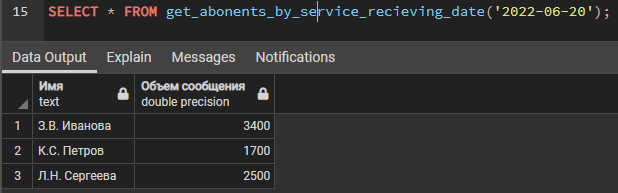 15 SELECT * FROM get_abonents_by_service_recieving_date('2022-06-20');
Data Output Explain Messages Notifications
Имя Объем сообщения
text double precision
1 З.В. Иванова 3400
2 К.С. Петров 1700
3 Л.Н. Сергеева 2500